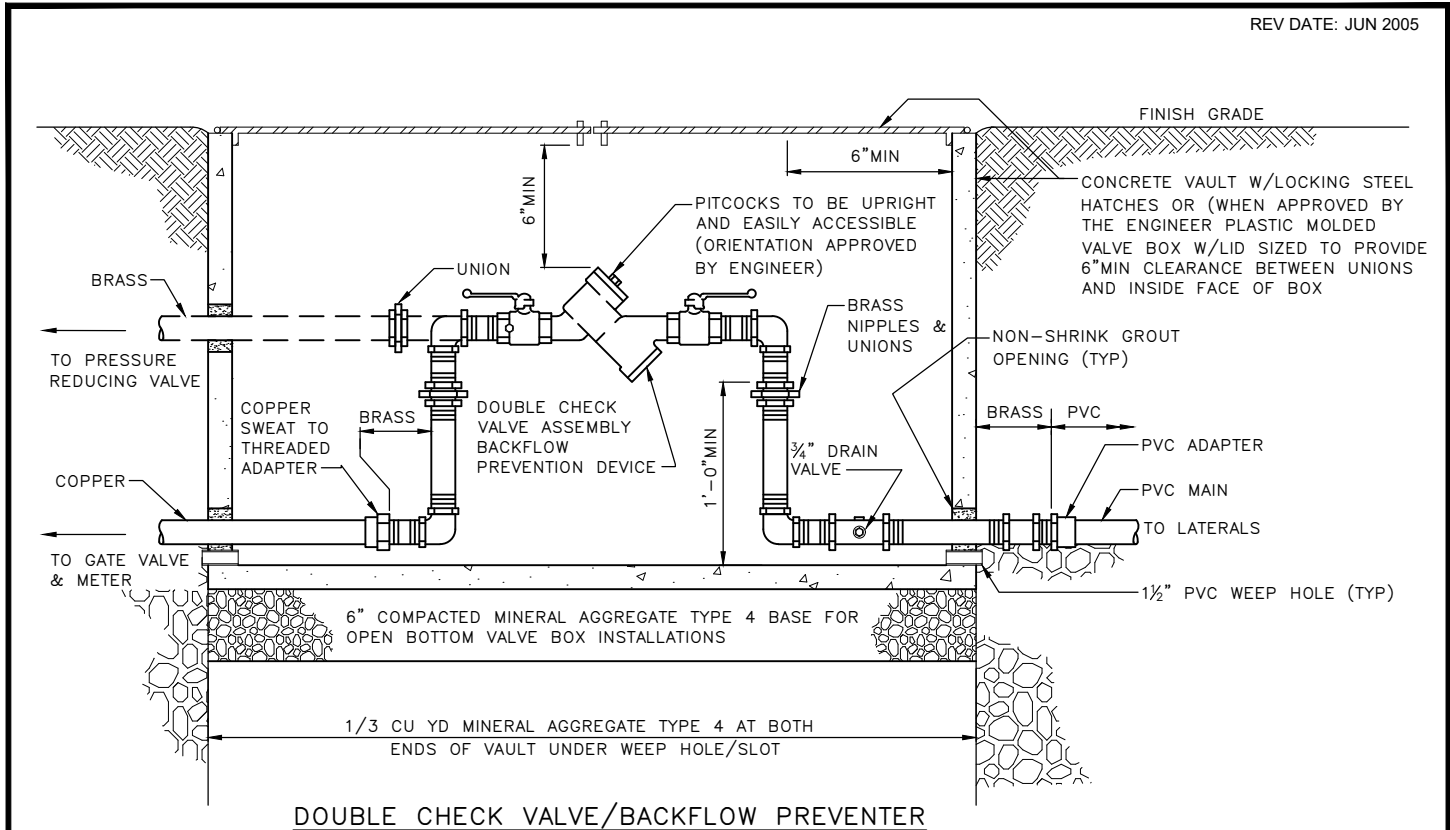 REV DATE: JUN 2005
FINISH GRADE
6"MIN
6"MIN
CONCRETE VAULT W/LOCKING STEEL
HATCHES OR (WHEN APPROVED BY
THE ENGINEER PLASTIC MOLDED
VALVE BOX W/LID SIZED TO PROVIDE
6"MIN CLEARANCE BETWEEN UNIONS
AND INSIDE FACE OF BOX
PITCOCKS TO BE UPRIGHT
AND EASILY ACCESSIBLE
(ORIENTATION APPROVED
BY ENGINEER)
UNION
BRASS
TO PRESSURE
REDUCING VALVE
BRASS
NIPPLES &
UNIONS
NON-SHRINK GROUT
OPENING (TYP)
COPPER
SWEAT TO
THREADED
ADAPTER
BRASS
DOUBLE CHECK
VALVE ASSEMBLY
BACKFLOW
PREVENTION DEVICE
1'-0"MIN
¾" DRAIN
VALVE
BRASS
PVC
PVC ADAPTER
PVC MAIN
TO LATERALS
COPPER
TO GATE VALVE
& METER
1½" PVC WEEP HOLE (TYP)
6" COMPACTED MINERAL AGGREGATE TYPE 4 BASE FOR
OPEN BOTTOM VALVE BOX INSTALLATIONS
1/3 CU YD MINERAL AGGREGATE TYPE 4 AT BOTH
ENDS OF VAULT UNDER WEEP HOLE/SLOT
DOUBLE CHECK VALVE/BACKFLOW PREVENTER